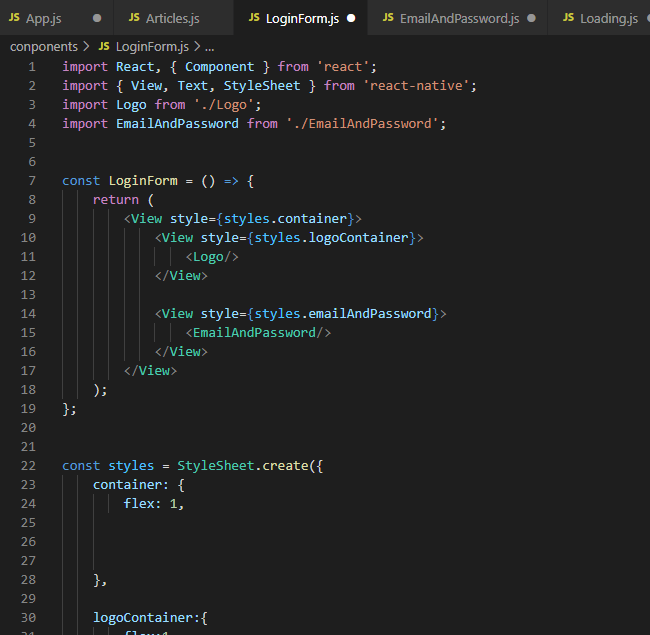 JS App.js ● JS Articles.js JS LoginForm.js ● JS EmailAndPassword.js ● JS Loading.js ●
conponents > JS LoginForm.js > ...
1 import React, { Component } from 'react';
2 import { View, Text, StyleSheet } from 'react-native';
3 import Logo from './Logo';
4 import EmailAndPassword from './EmailAndPassword';
5
6
7 const LoginForm = () => {
8 return (
9 <View style={styles.container}>
10 <View style={styles.logoContainer}>
11 <Logo/>
12 </View>
13
14 <View style={styles.emailAndPassword}>
15 <EmailAndPassword/>
16 </View>
17 </View>
18 );
19 };
20
21
22 const styles = StyleSheet.create({
23 container: {
24 flex: 1,
25
26
27
28 },
29
30 logoContainer:{
31 flex:1